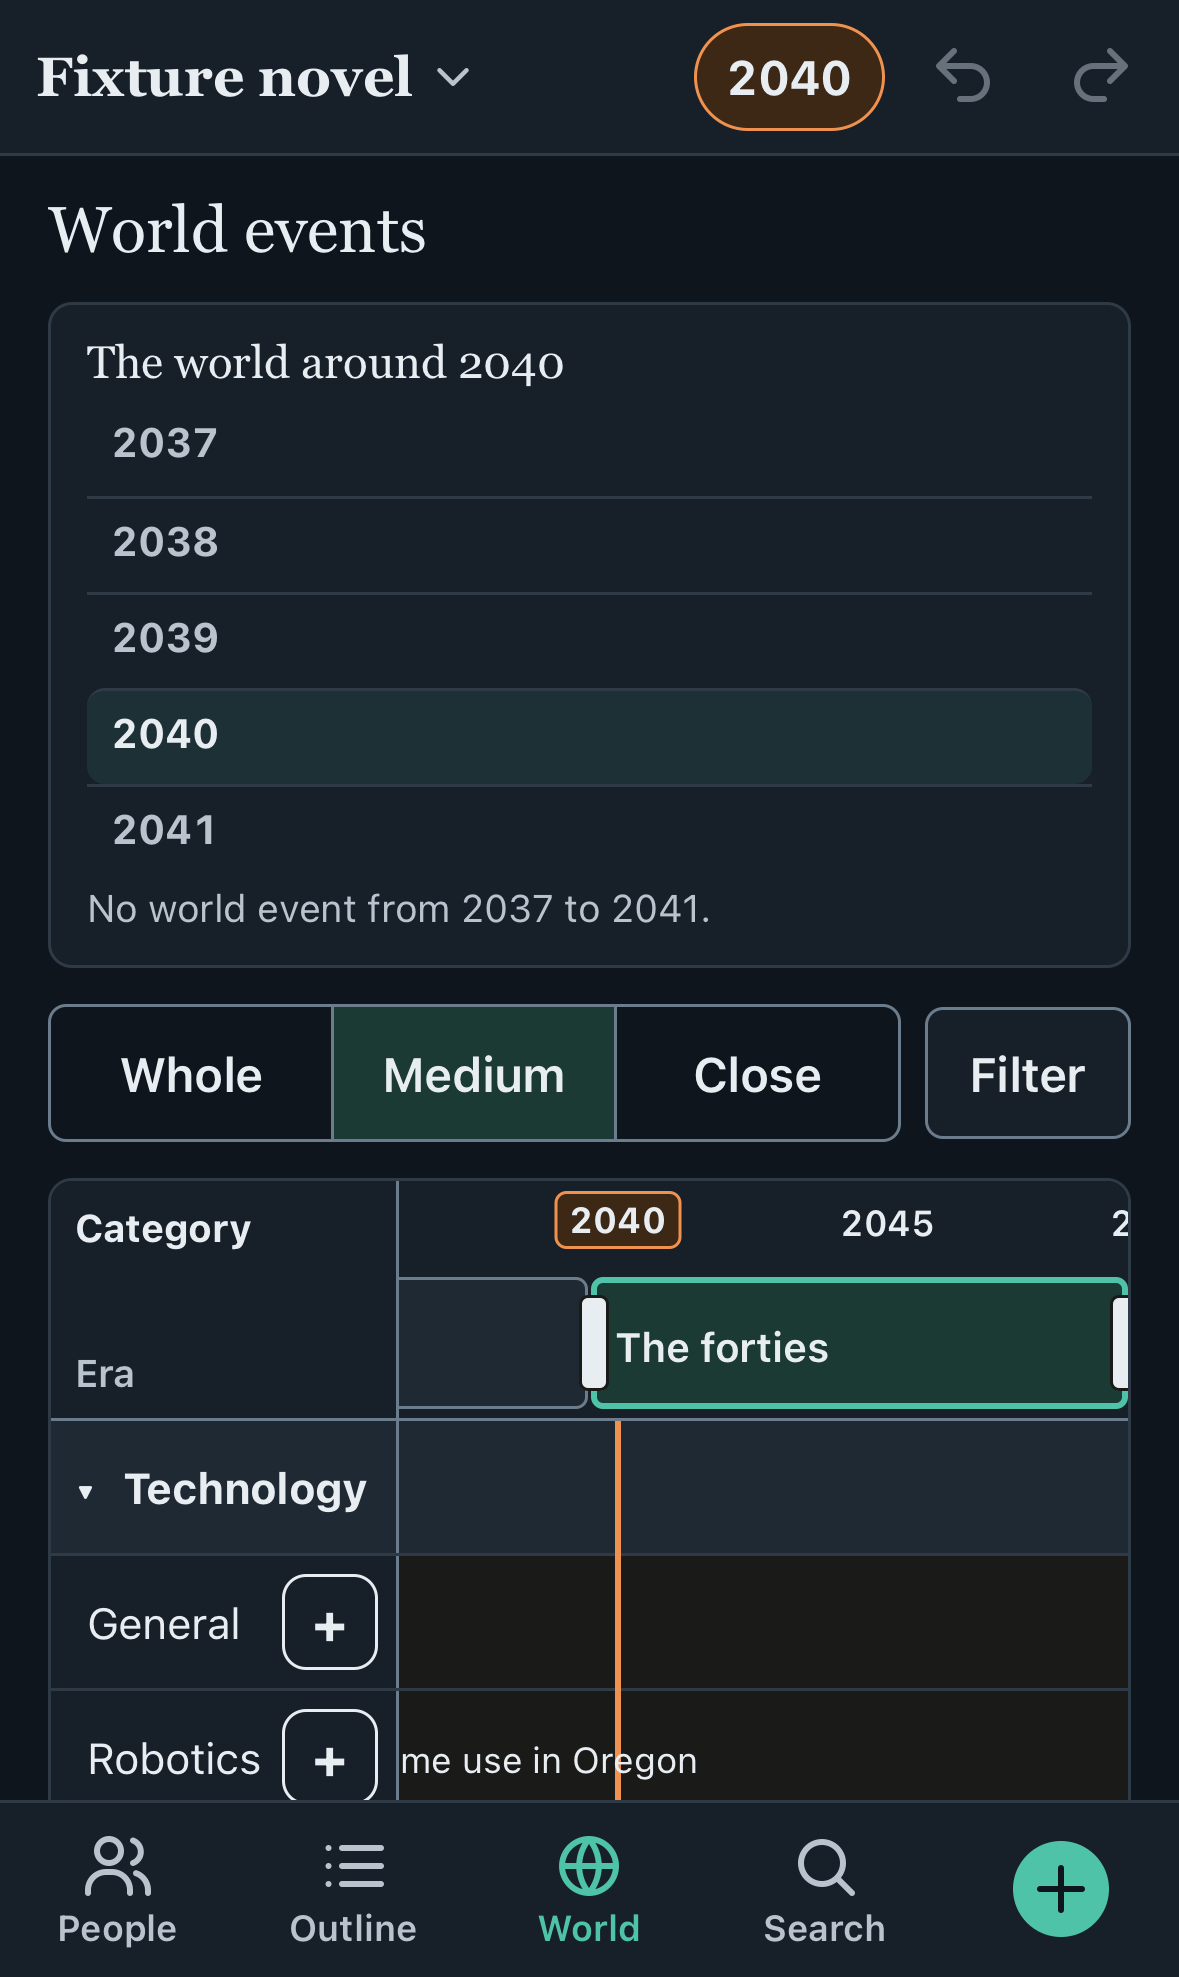 Fixture novel
2040
World events
The world around 2040
2037
2038
2039
2040
2041
No world event from 2037 to 2041.
Whole
Medium
Close
Filter
Category
2040
2045
2
Era
The forties
▼ Technology
General
+
Robotics
+
me use in Oregon
People
Outline
World
Search